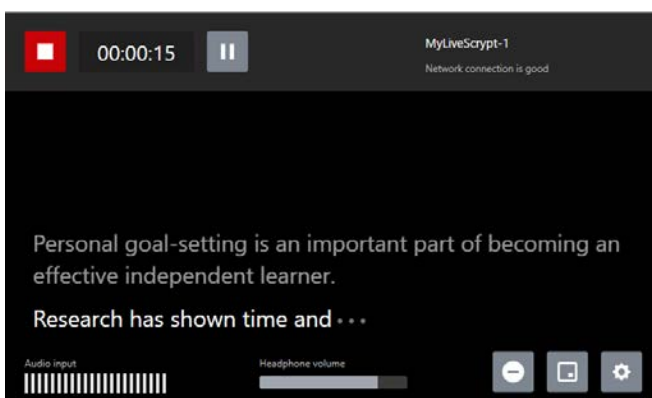 00:00:15
MyLiveScrypt-1
Network connection is good
Personal goal-setting is an important part of becoming an
effective independent learner.
Research has shown time and •••
Audio input
Headphone volume